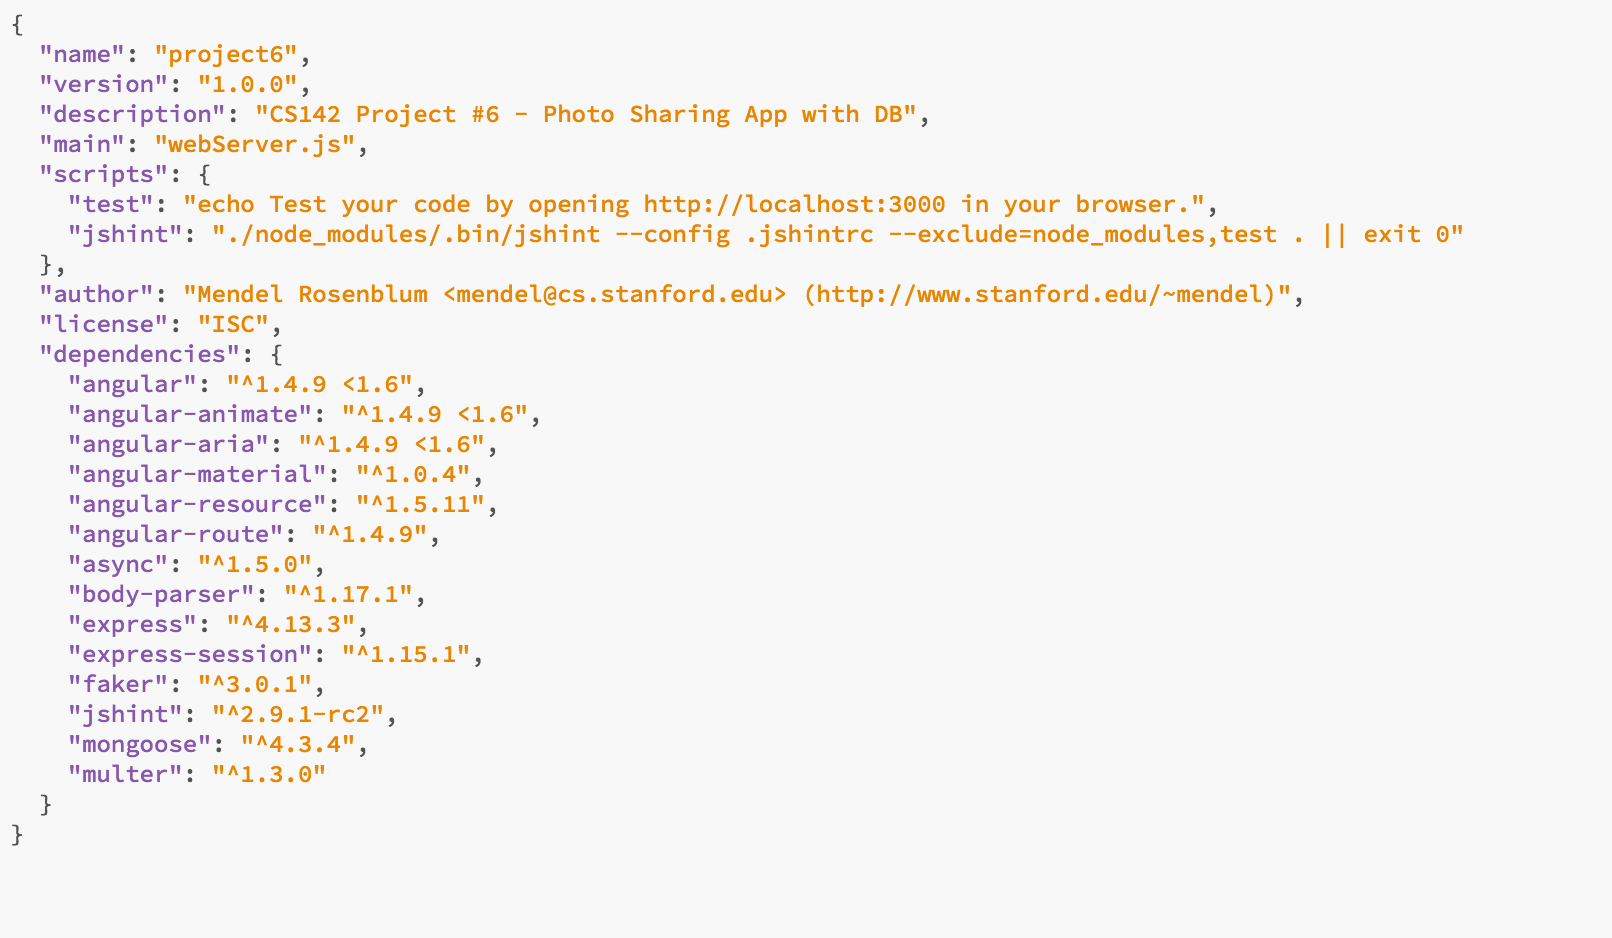 {
  "name": "project6",
  "version": "1.0.0",
  "description": "CS142 Project #6 - Photo Sharing App with DB",
  "main": "webServer.js",
  "scripts": {
    "test": "echo Test your code by opening http://localhost:3000 in your browser.",
    "jshint": "./node_modules/.bin/jshint --config .jshintrc --exclude=node_modules,test . || exit 0"
  },
  "author": "Mendel Rosenblum <mendel@cs.stanford.edu> (http://www.stanford.edu/~mendel)",
  "license": "ISC",
  "dependencies": {
    "angular": "^1.4.9 <1.6",
    "angular-animate": "^1.4.9 <1.6",
    "angular-aria": "^1.4.9 <1.6",
    "angular-material": "^1.0.4",
    "angular-resource": "^1.5.11",
    "angular-route": "^1.4.9",
    "async": "^1.5.0",
    "body-parser": "^1.17.1",
    "express": "^4.13.3",
    "express-session": "^1.15.1",
    "faker": "^3.0.1",
    "jshint": "^2.9.1-rc2",
    "mongoose": "^4.3.4",
    "multer": "^1.3.0"
  }
}